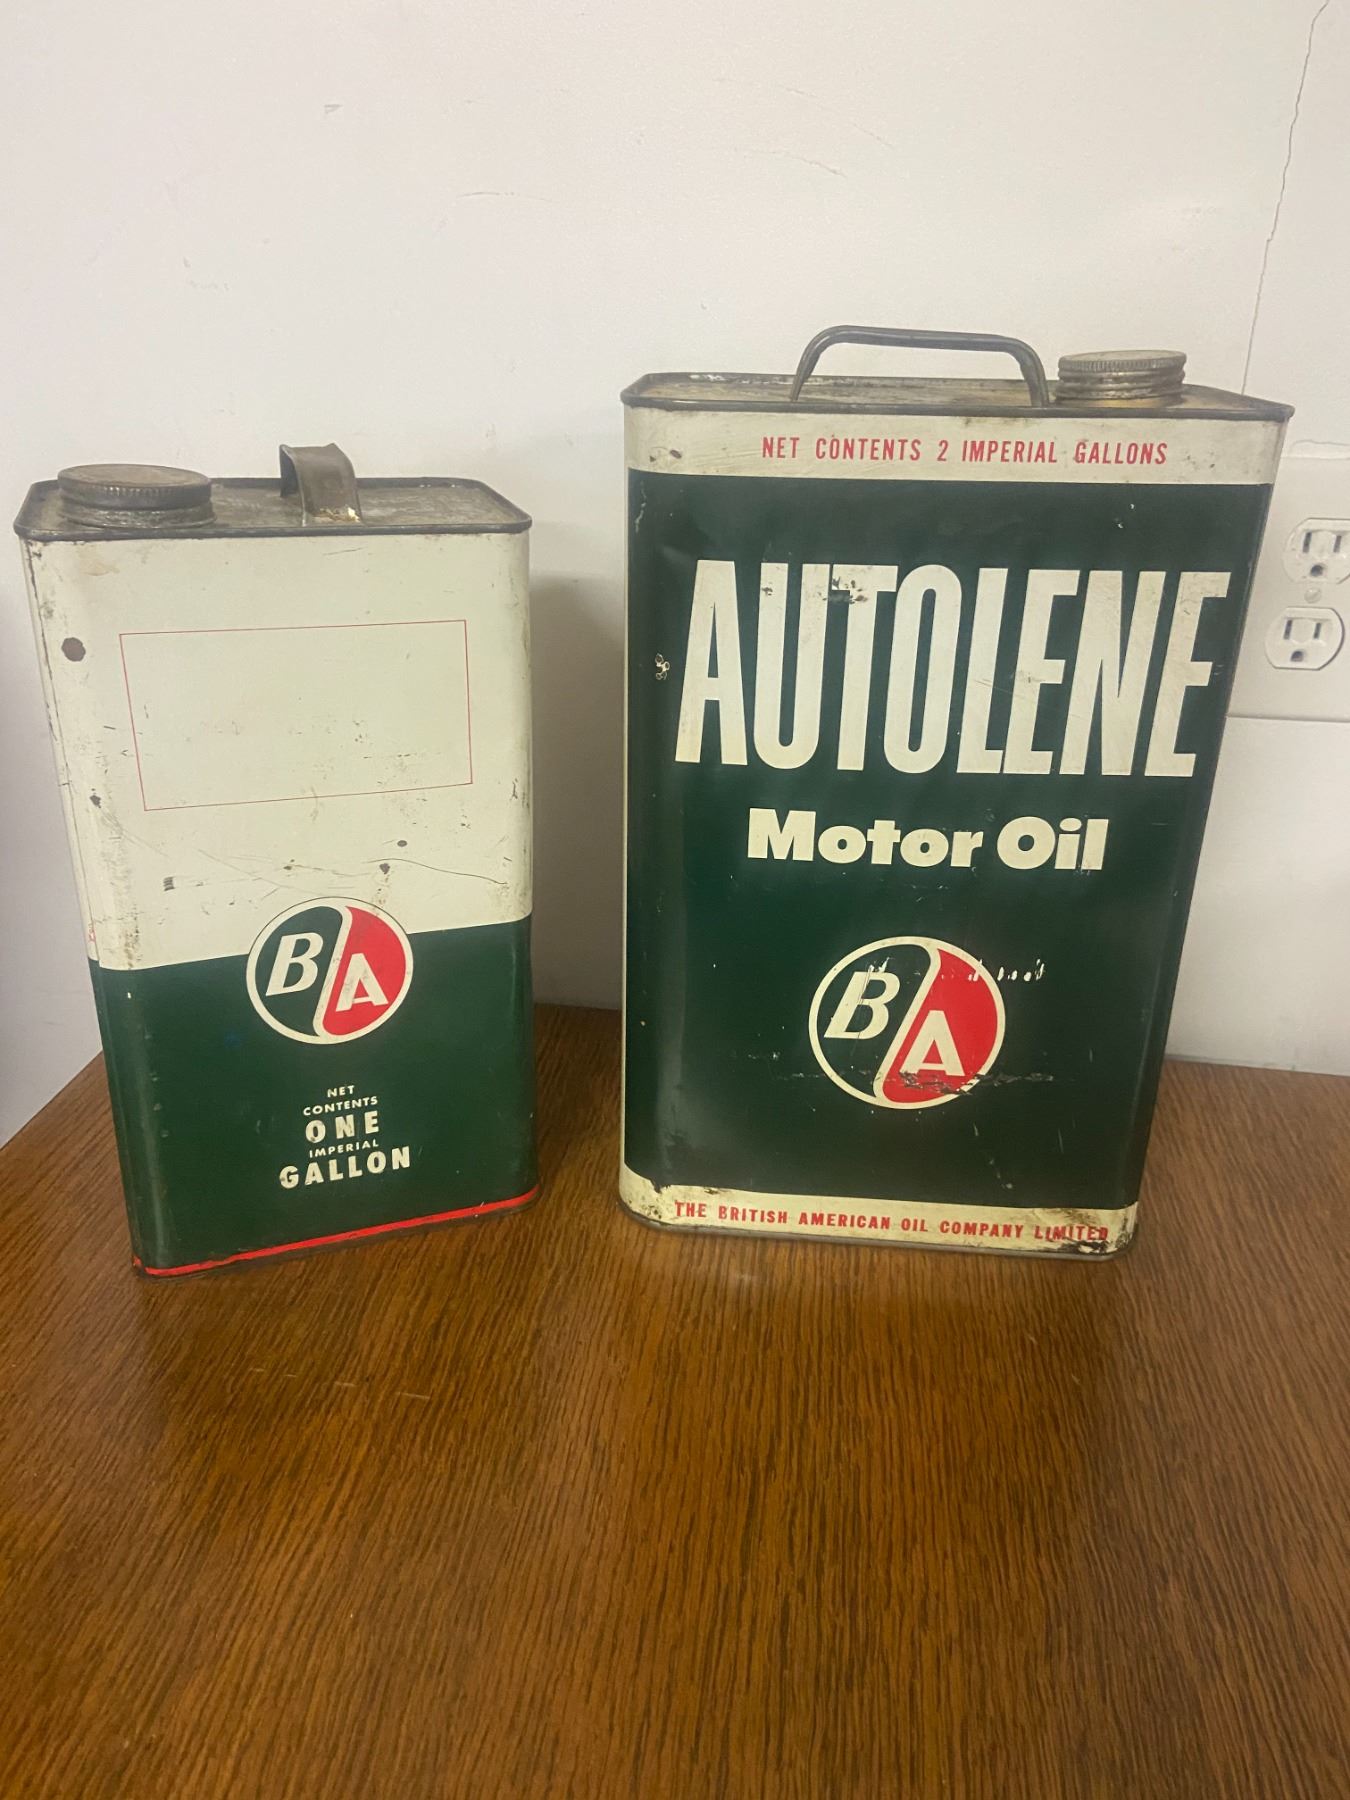 B/A
NET
CONTENTS
ONE
IMPERIAL
GALLON
NET CONTENTS 2 IMPERIAL GALLONS
AUTOLENE
Motor Oil
B/A
THE BRITISH AMERICAN OIL COMPANY LIMITED